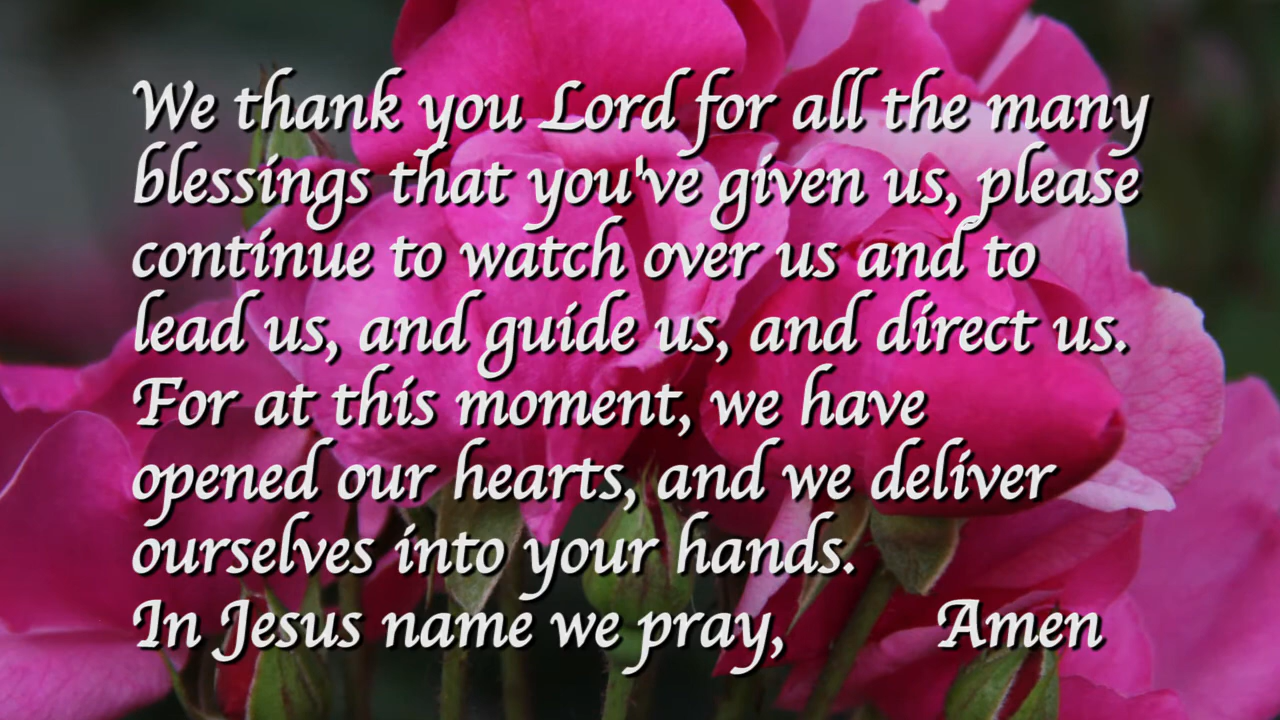 We thank you Lord for all the many
blessings that you've given us, please
continue to watch over us and to
lead us, and guide us, and direct us.
For at this moment, we have
opened our hearts, and we deliver
ourselves into your hands.
In Jesus name we pray, Amen